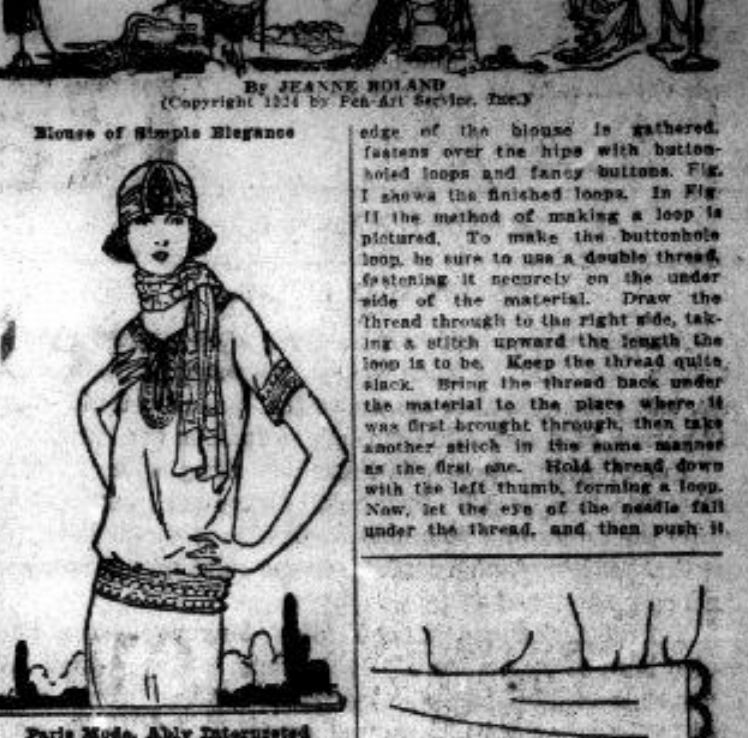 By JEANNE BOLAND
(Copyright 1924 by Pen-Art Service, Inc.)
Blouse of Simple Elegance
Paris Mode, Ably Interpreted
edge of the blouse is gathered,
fastens over the hips with button-
holed loops and fancy buttons. Fig.
I shows the finished loops. In Fig
II the method of making a loop is
pictured. To make the buttonhole
loop, be sure to use a double thread,
fastening it securely on the under
side of the material. Draw the
thread through to the right side, tak-
ing a stitch upward the length the
loop is to be. Keep the thread quite
slack. Bring the thread back under
the material to the place where it
was first brought through, then take
another stitch in the same manner
as the first one. Hold thread down
with the left thumb, forming a loop.
Now, let the eye of the needle fall
under the thread, and then push it